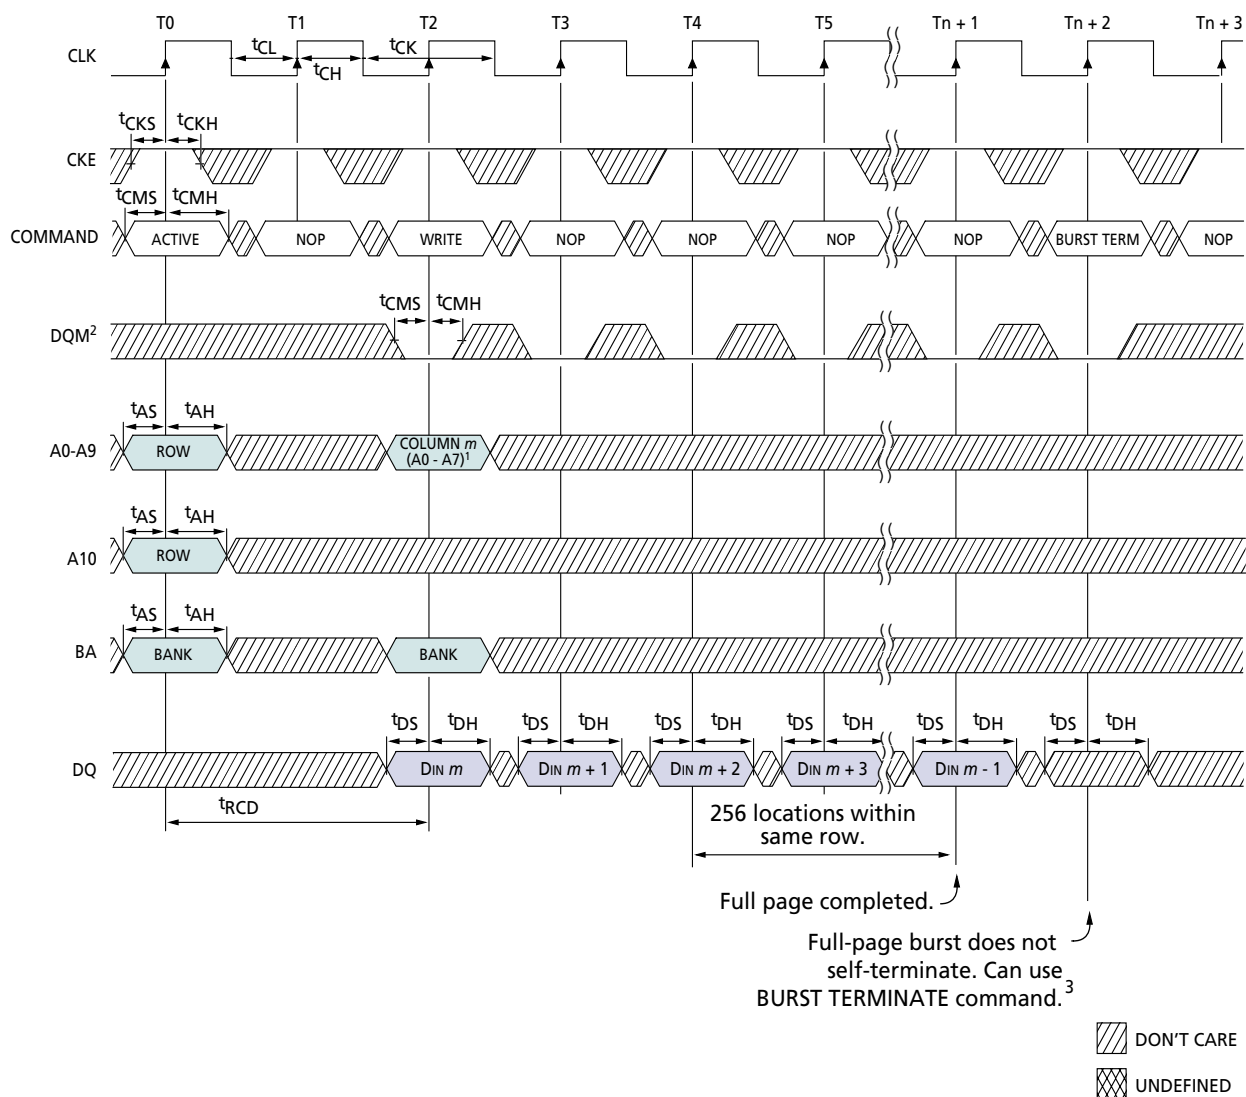 T0 T1 T2 T3 T4 T5 Tn + 1 Tn + 2 Tn + 3
CLK
tCL tCK
tCH
tCKS tCKH
CKE
tCMS tCMH
COMMAND ACTIVE NOP WRITE NOP NOP NOP NOP BURST TERM NOP
tCMS tCMH
DQM2
tAS tAH
A0-A9 ROW COLUMN m
(A0 - A7)1
tAS tAH
A10 ROW
tAS tAH
BA BANK BANK
tDS tDH tDS tDH tDS tDH tDS tDH tDS tDH tDS tDH
DQ DIN m DIN m + 1 DIN m + 2 DIN m + 3 DIN m - 1
tRCD
256 locations within
same row.
Full page completed.
Full-page burst does not
self-terminate. Can use
BURST TERMINATE command.3
DON'T CARE
UNDEFINED